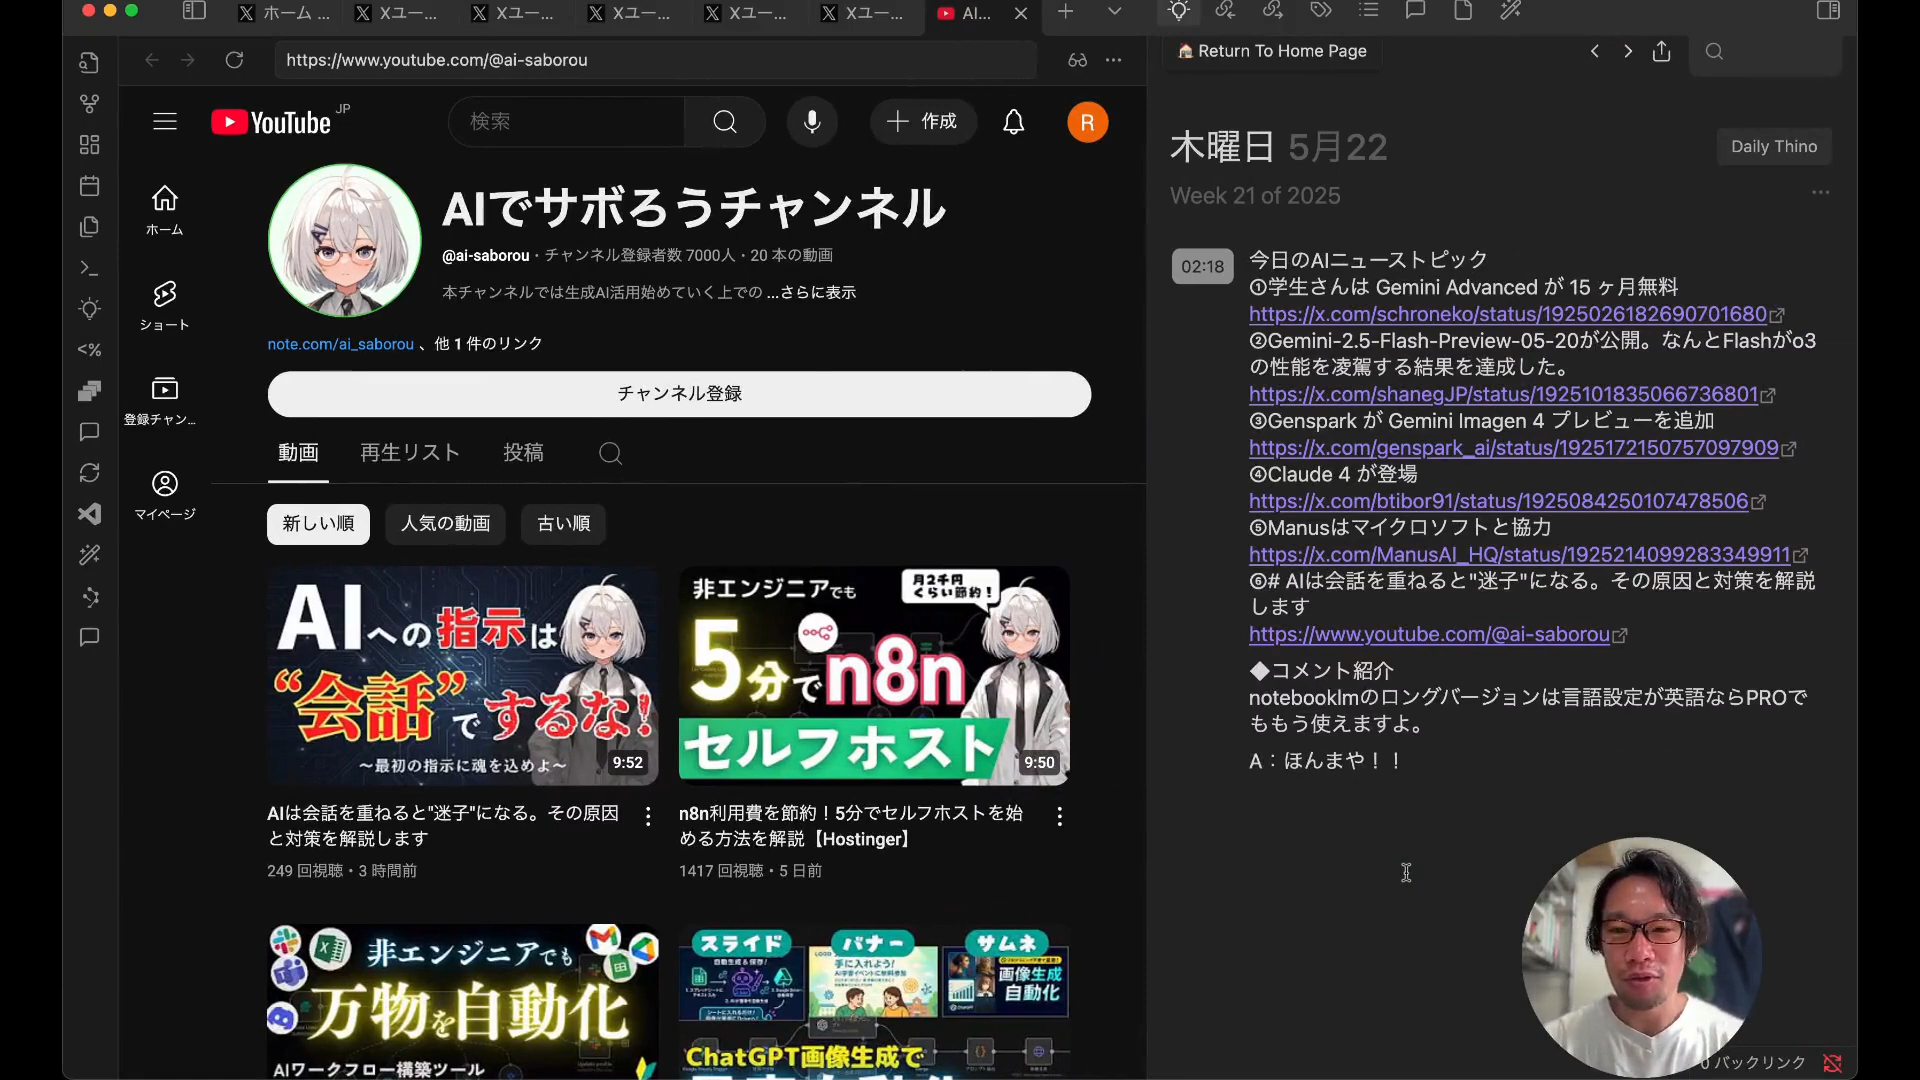 ホーム ...
Xユー...
Xユー...
Xユー...
Xユー...
Xユー...
AI...
https://www.youtube.com/@ai-saborou
YouTube JP
検索
作成
R
ホーム
ショート
登録チャン...
マイページ
AIでサボろうチャンネル
@ai-saborou・チャンネル登録者数 7000人・20 本の動画
本チャンネルでは生成AI活用始めていく上での ...さらに表示
note.com/ai_saborou 、他 1 件のリンク
チャンネル登録
動画
再生リスト
投稿
新しい順
人気の動画
古い順
AIへの指示は
“会話”でするな!
〜最初の指示に魂を込めよ〜
9:52
非エンジニアでも
月2千円
くらい節約!
5分でn8n
セルフホスト
9:50
AIは会話を重ねると"迷子"になる。その原因
と対策を解説します
249 回視聴・3 時間前
n8n利用費を節約！5分でセルフホストを始
める方法を解説【Hostinger】
1417 回視聴・5 日前
非エンジニアでも
万物を自動化
AIワークフロー構築ツール
スライド
バナー
サムネ
手に入れよう!
画像生成
自動化
ChatGPT画像生成で
Return To Home Page
木曜日 5月22
Daily Thino
Week 21 of 2025
02:18
今日のAIニューストピック
①学生さんは Gemini Advanced が 15 ヶ月無料
https://x.com/schroneko/status/1925026182690701680
②Gemini-2.5-Flash-Preview-05-20が公開。なんとFlashがo3
の性能を凌駕する結果を達成した。
https://x.com/shanegJP/status/1925101835066736801
③Genspark が Gemini Imagen 4 プレビューを追加
https://x.com/genspark_ai/status/1925172150757097909
④Claude 4 が登場
https://x.com/btibor91/status/1925084250107478506
⑤Manusはマイクロソフトと協力
https://x.com/ManusAI_HQ/status/1925214099283349911
⑥# AIは会話を重ねると"迷子"になる。その原因と対策を解説
します
https://www.youtube.com/@ai-saborou
◆コメント紹介
notebooklmのロングバージョンは言語設定が英語ならPROで
ももう使えますよ。
A：ほんまや！！
0 バックリンク